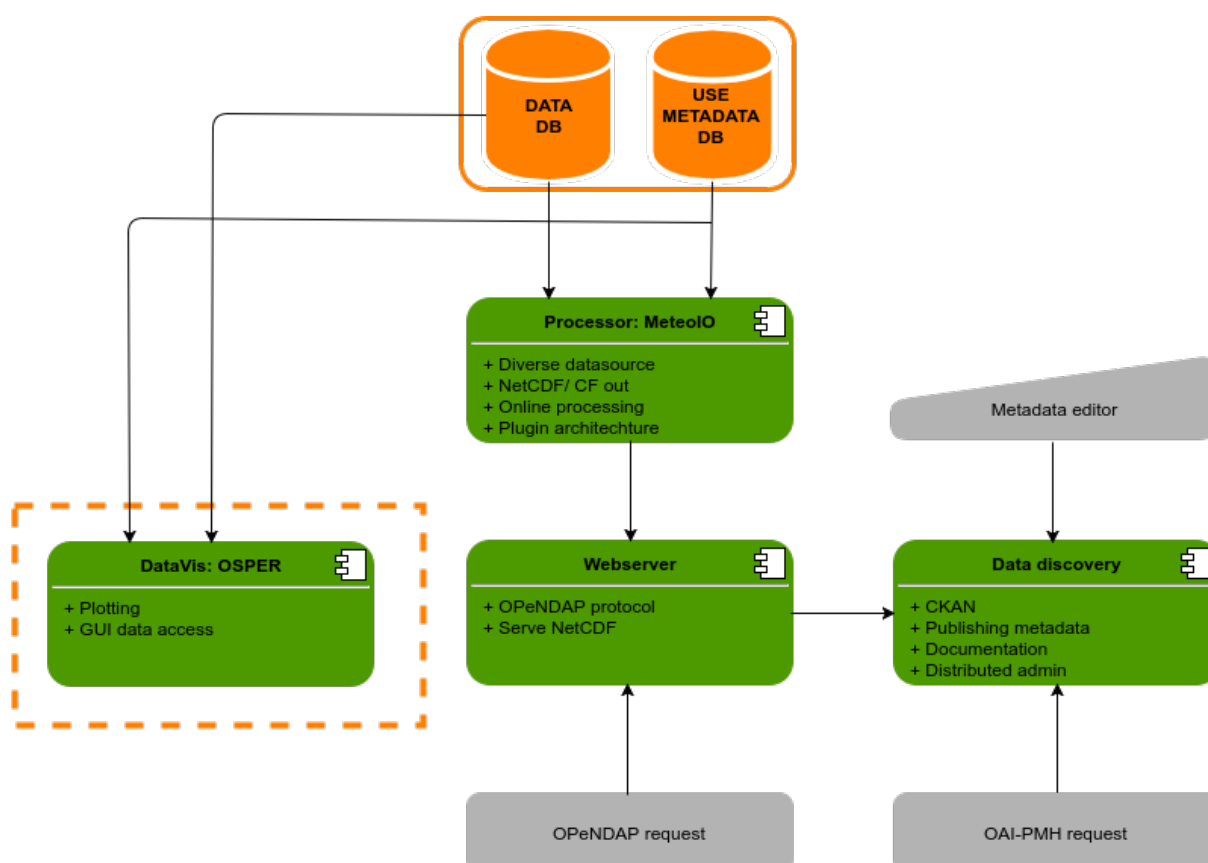 DATA
DB
USE
METADATA
DB
Processor: MeteoIO
+ Diverse datasource
+ NetCDF/ CF out
+ Online processing
+ Plugin architechture
Metadata editor
DataVis: OSPER
+ Plotting
+ GUI data access
Webserver
+ OPeNDAP protocol
+ Serve NetCDF
Data discovery
+ CKAN
+ Publishing metadata
+ Documentation
+ Distributed admin
OPeNDAP request
OAI-PMH request